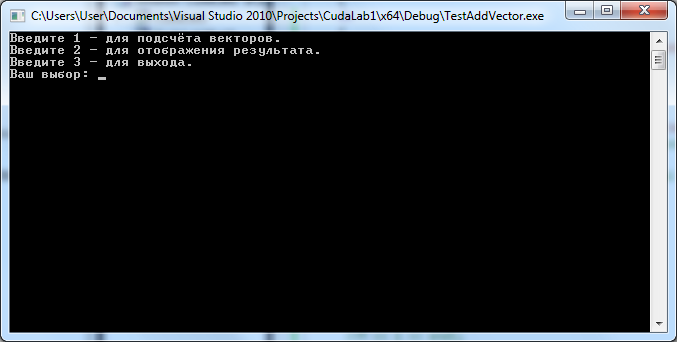 C:\Users\User\Documents\Visual Studio 2010\Projects\CudaLab1\x64\Debug\TestAddVector.exe
Введите 1 - для подсчёта векторов.
Введите 2 - для отображения результата.
Введите 3 - для выхода.
Ваш выбор: _